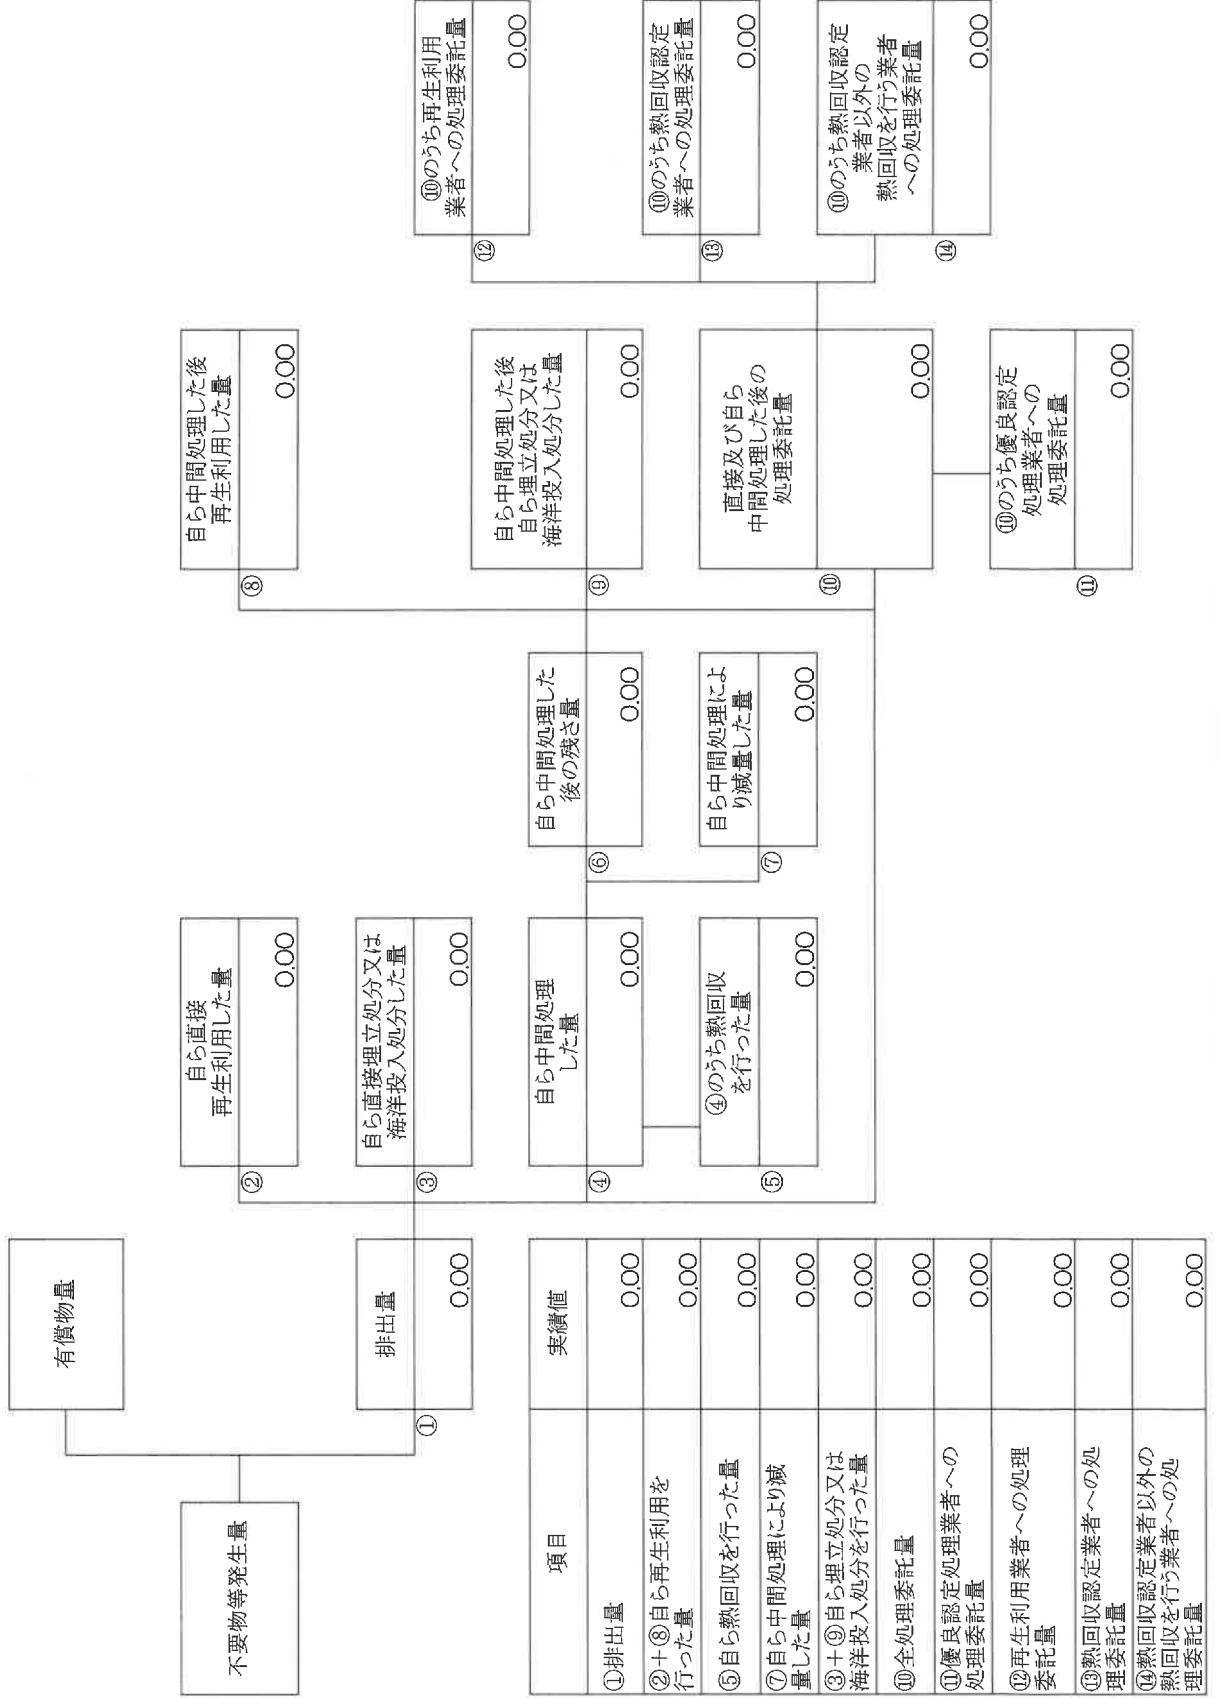 不要物等発生量
有償物量
①
排出量
0.00
②
自ら直接
再生利用した量
0.00
③
自ら直接埋立処分又は
海洋投入処分した量
0.00
④
自ら中間処理
した量
0.00
⑤
④のうち熱回収
を行った量
0.00
⑥
自ら中間処理した
後の残さ量
0.00
⑦
自ら中間処理によ
り減量した量
0.00
⑧
自ら中間処理した後
再生利用した量
0.00
⑨
自ら中間処理した後
自ら埋立処分又は
海洋投入処分した量
0.00
⑩
直接及び自ら
中間処理した後の
処理委託量
0.00
⑪
⑩のうち優良認定
処理業者への
処理委託量
0.00
⑫
⑩のうち再生利用
業者への処理委託量
0.00
⑬
⑩のうち熱回収認定
業者への処理委託量
0.00
⑭
⑩のうち熱回収認定
業者以外の
熱回収を行う業者
への処理委託量
0.00
項目 実績値
①排出量 0.00
②+⑧自ら再生利用を
行った量 0.00
⑤自ら熱回収を行った量 0.00
⑦自ら中間処理により減
量した量 0.00
③+⑨自ら埋立処分又は
海洋投入処分を行った量 0.00
⑩全処理委託量 0.00
⑪優良認定処理業者への
処理委託量 0.00
⑫再生利用業者への処理
委託量 0.00
⑬熱回収認定業者への処
理委託量 0.00
⑭熱回収認定業者以外の
熱回収を行う業者への処
理委託量 0.00